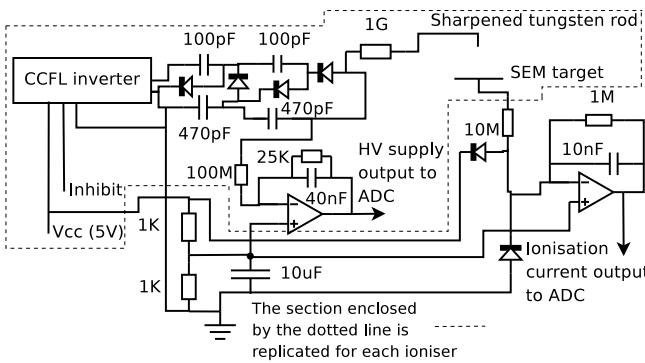 Sharpened tungsten rod
1G
100pF
100pF
CCFL inverter
SEM target
1M
470pF
470pF
10M
10nF
25K
HV supply
output to
ADC
100M
40nF
Inhibit
Vcc (5V)
1K
Ionisation
current output
to ADC
10uF
1K
The section enclosed
by the dotted line is
replicated for each ioniser